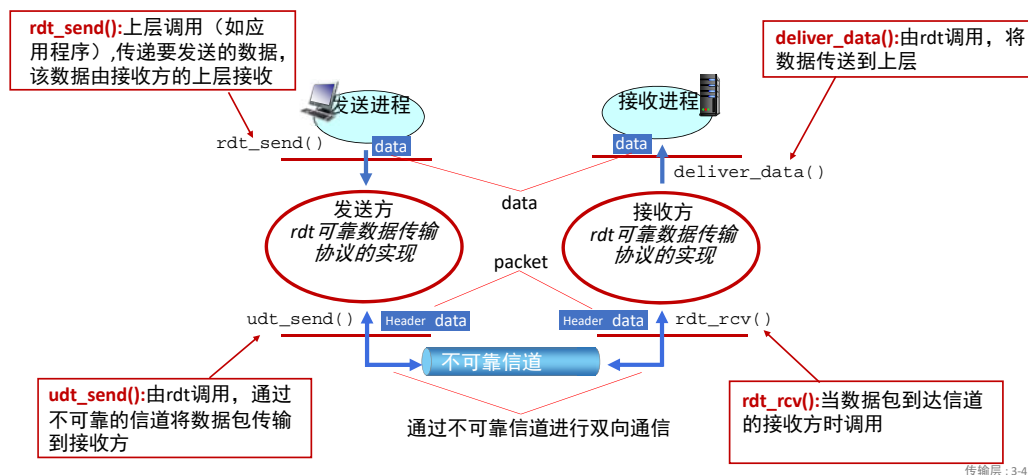 rdt_send():上层调用（如应
用程序）,传递要发送的数据，
该数据由接收方的上层接收
deliver_data():由rdt调用，将
数据传送到上层
发送进程
接收进程
rdt_send()
data
data
deliver_data()
data
发送方
rdt可靠数据传输
协议的实现
接收方
rdt可靠数据传输
协议的实现
packet
udt_send()
Header data
Header data
rdt_rcv()
不可靠信道
udt_send():由rdt调用，通过
不可靠的信道将数据包传输
到接收方
rdt_rcv():当数据包到达信道
的接收方时调用
通过不可靠信道进行双向通信
传输层: 3-4